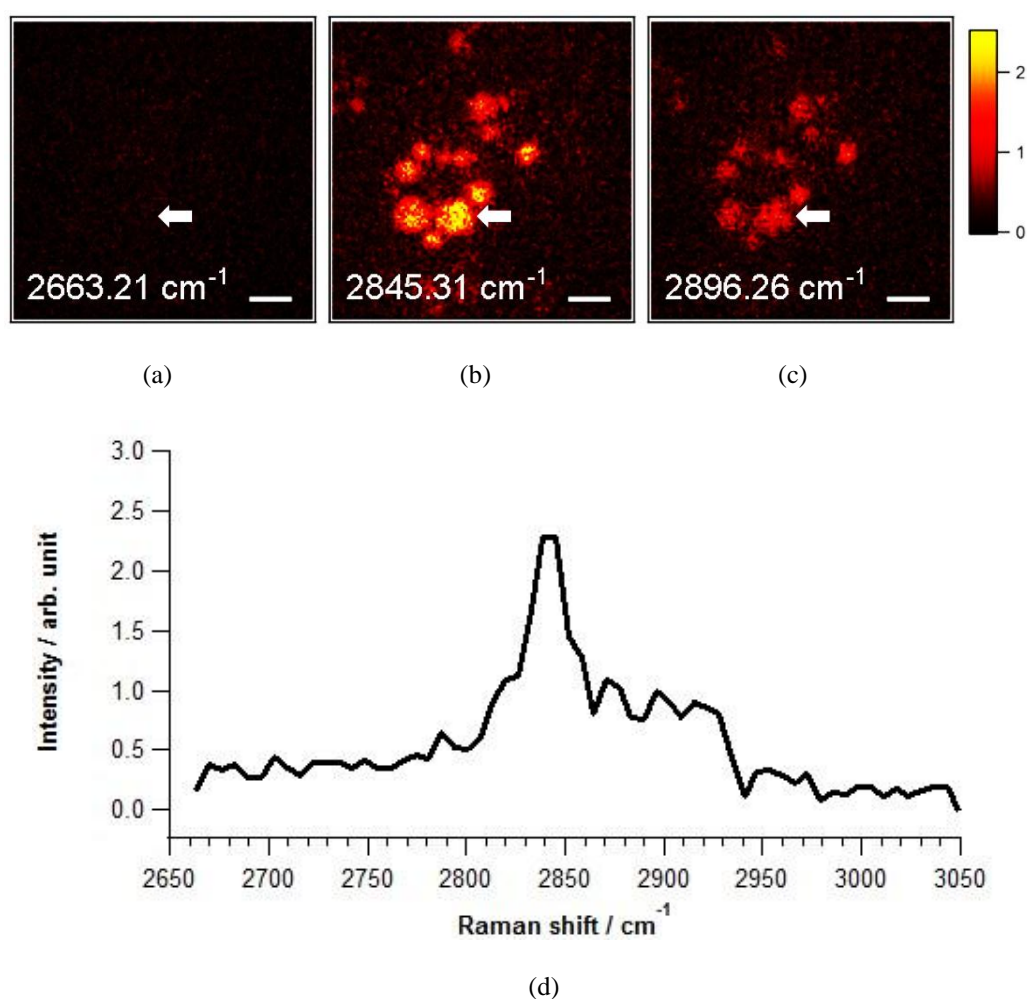 2663.21 cm⁻¹ 2845.31 cm⁻¹ 2896.26 cm⁻¹
2
1
0
(a) (b) (c)
3.0
2.5
2.0
1.5
1.0
0.5
0.0
Intensity / arb. unit
2650 2700 2750 2800 2850 2900 2950 3000 3050
Raman shift / cm⁻¹
(d)